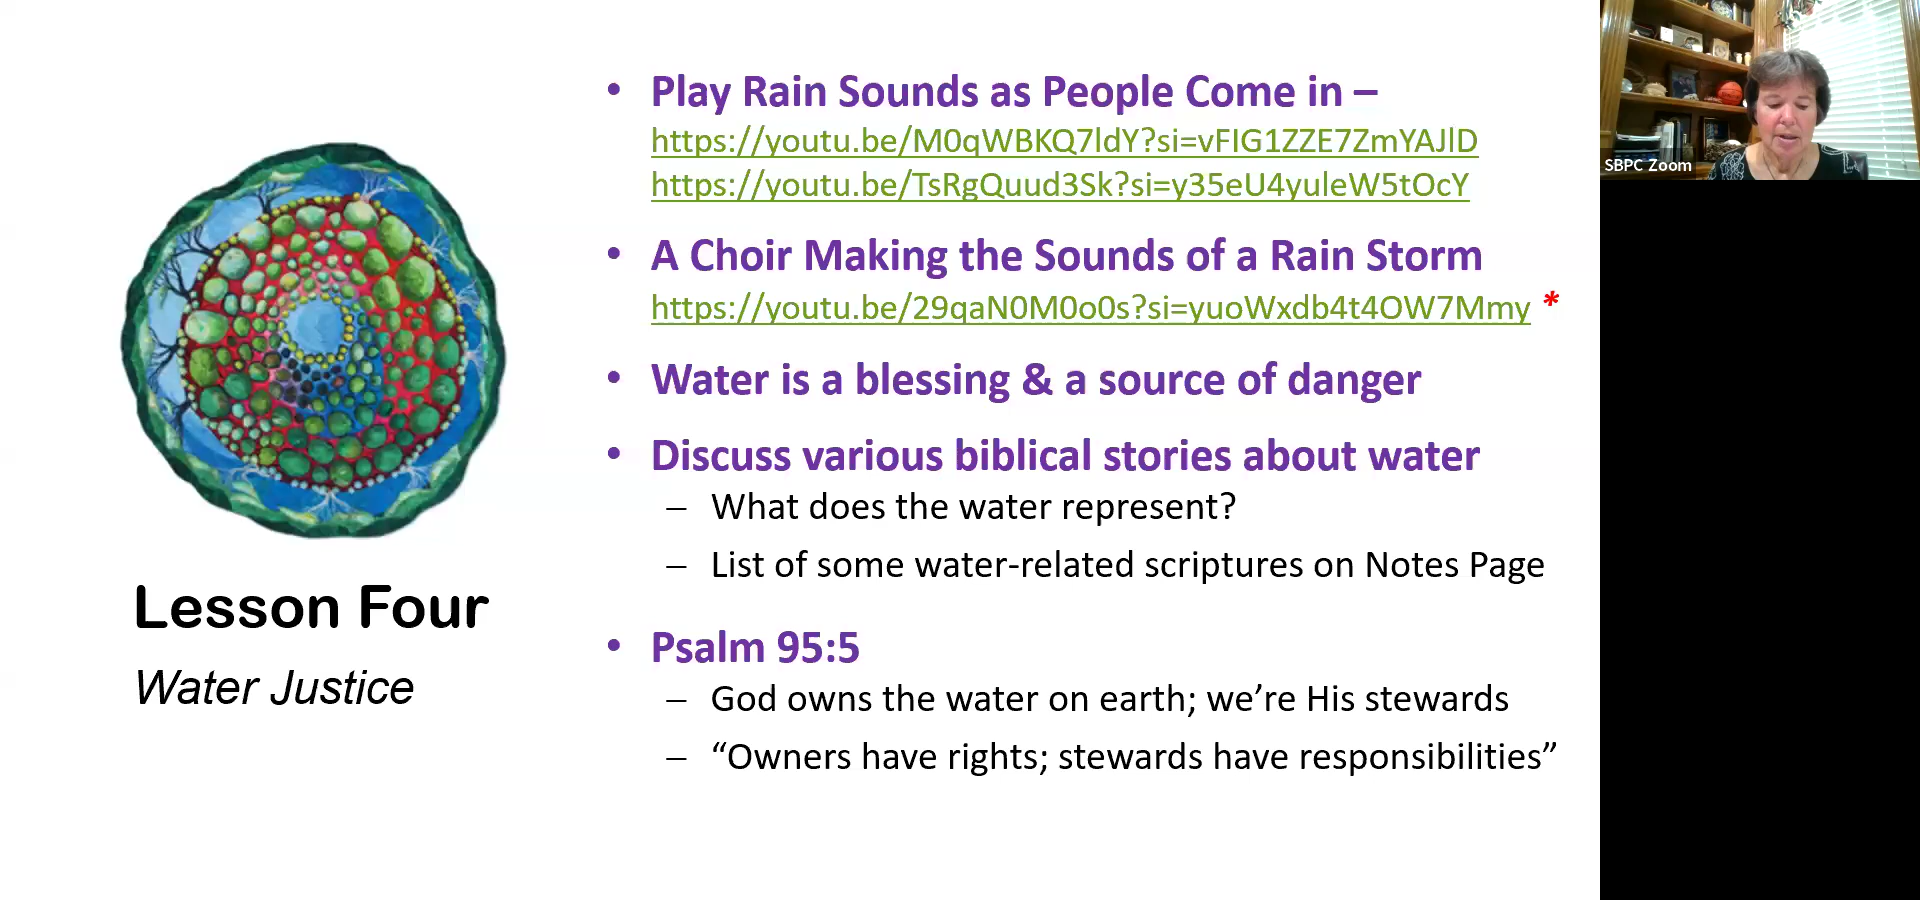 • Play Rain Sounds as People Come in –
https://youtu.be/M0qWBKQ7ldY?si=vFIG1ZZE7ZmYAJlD
https://youtu.be/TsRgQuud3Sk?si=y35eU4yuleW5tOcY
• A Choir Making the Sounds of a Rain Storm
https://youtu.be/29qaN0M0o0s?si=yuoWxdb4t4OW7Mmy *
• Water is a blessing & a source of danger
• Discuss various biblical stories about water
– What does the water represent?
– List of some water-related scriptures on Notes Page
• Psalm 95:5
– God owns the water on earth; we’re His stewards
– “Owners have rights; stewards have responsibilities”
Lesson Four
Water Justice
SBPC Zoom